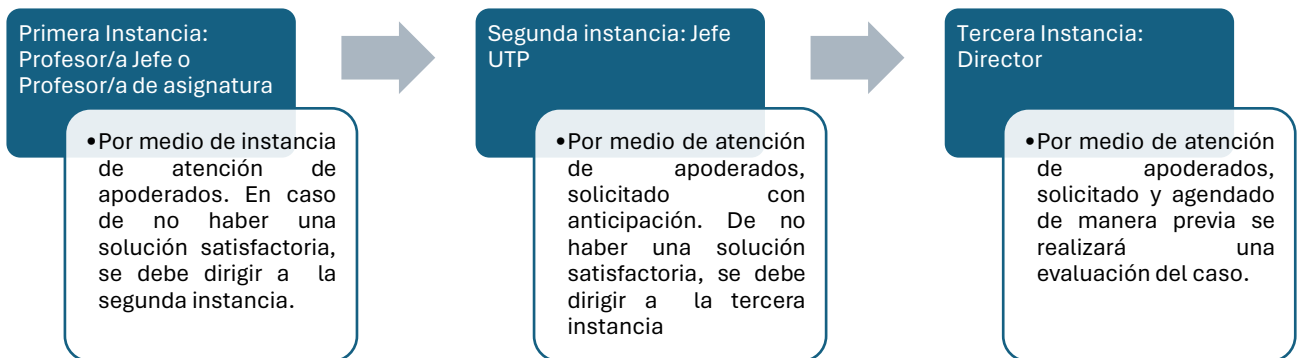 Primera Instancia:
Profesor/a Jefe o
Profesor/a de asignatura
•Por medio de instancia
de atención de
apoderados. En caso
de no haber una
solución satisfactoria,
se debe dirigir a la
segunda instancia.
Segunda instancia: Jefe
UTP
•Por medio de atención
de apoderados,
solicitado con
anticipación. De no
haber una solución
satisfactoria, se debe
dirigir a la tercera
instancia
Tercera Instancia:
Director
•Por medio de atención
de apoderados,
solicitado y agendado
de manera previa se
realizará una
evaluación del caso.